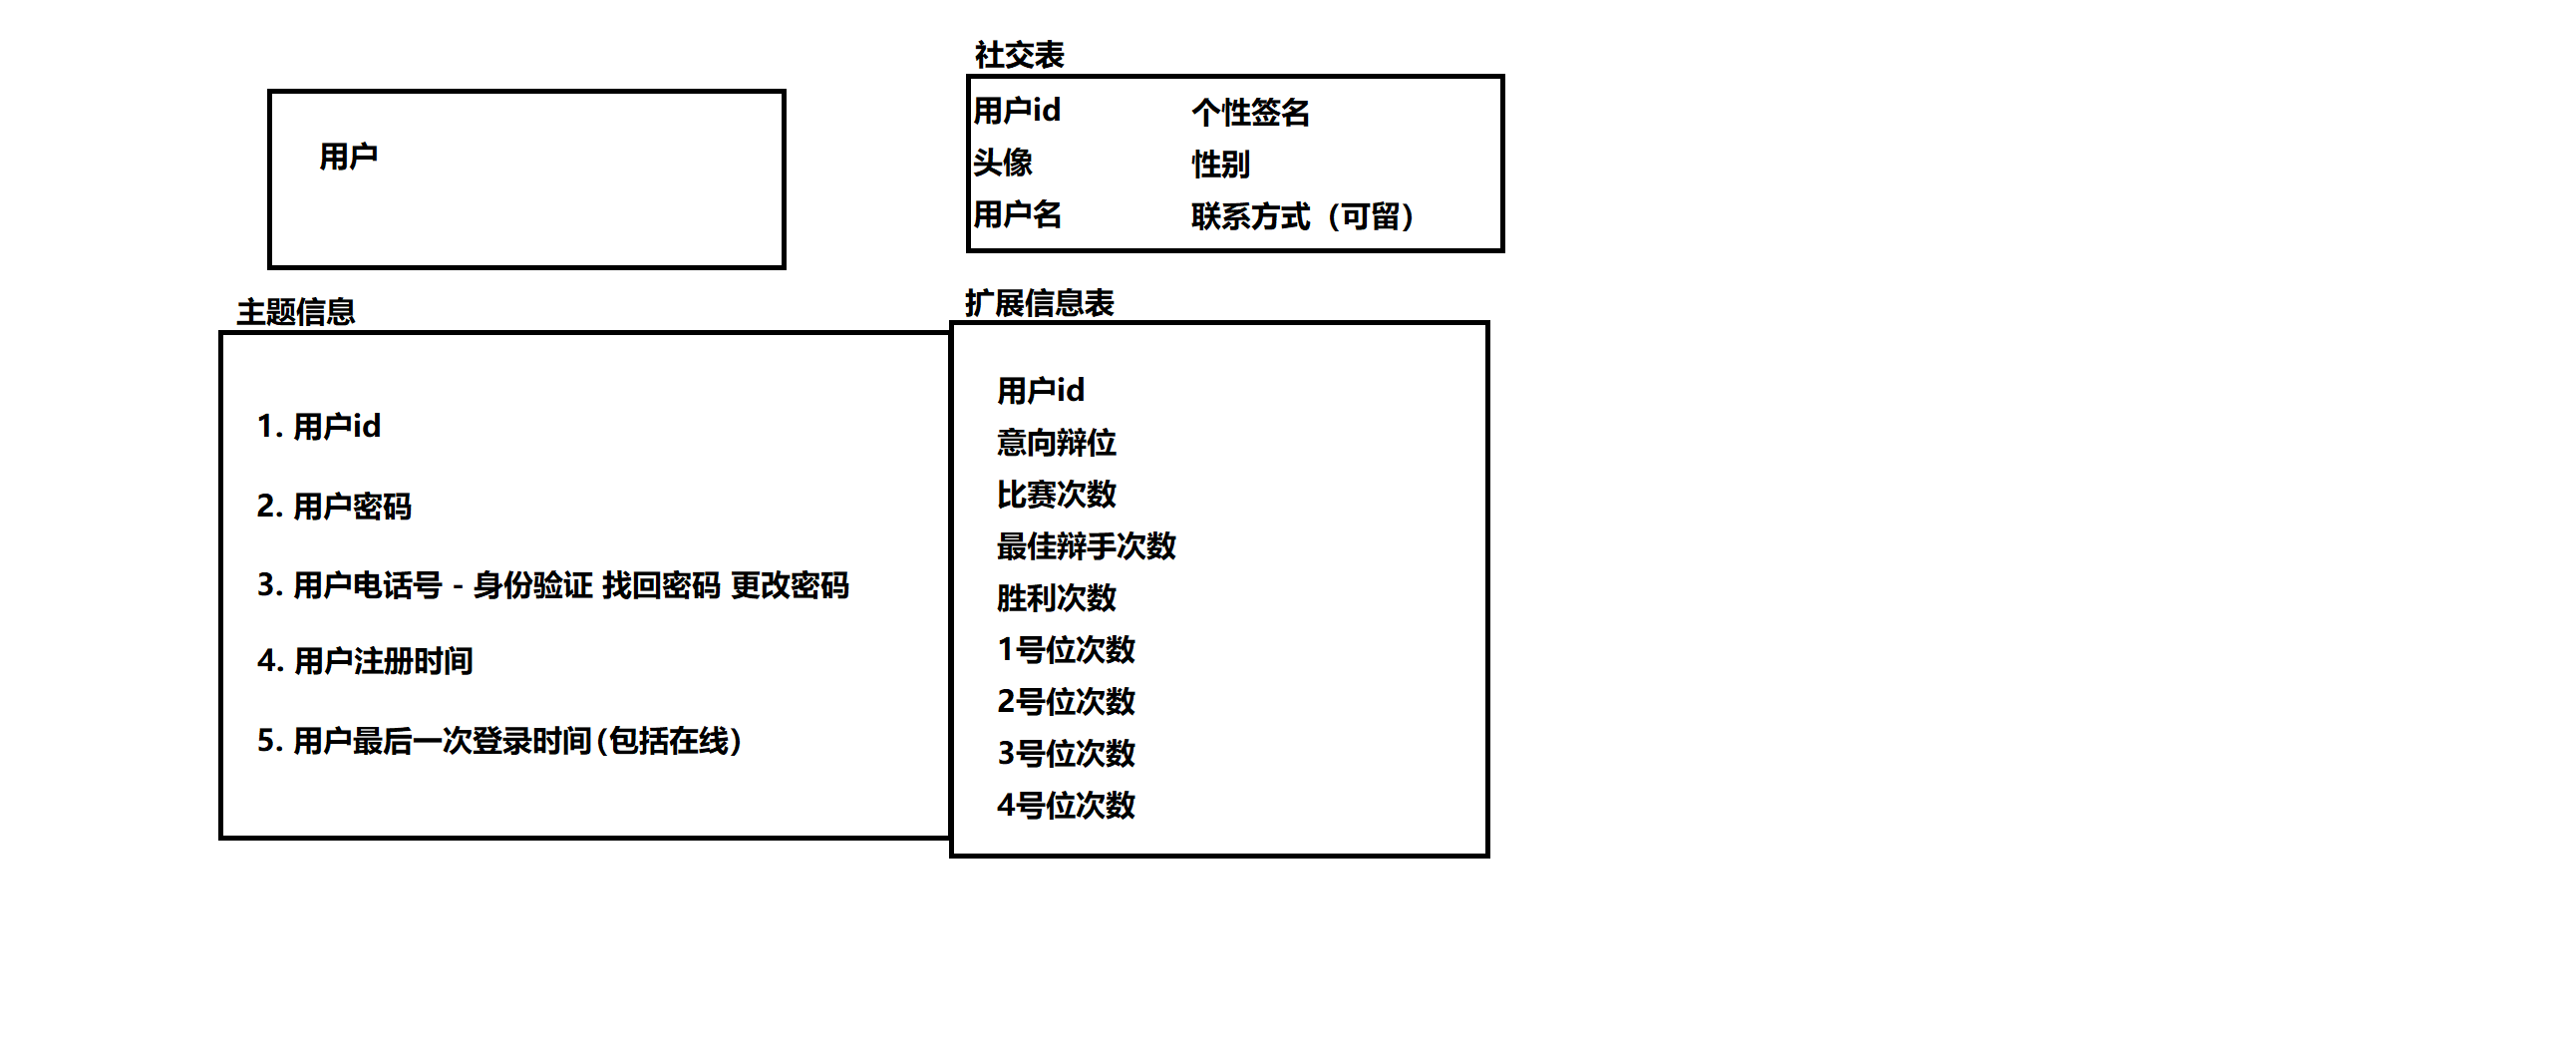 用户
主题信息
1. 用户id
2. 用户密码
3. 用户电话号 - 身份验证 找回密码 更改密码
4. 用户注册时间
5. 用户最后一次登录时间(包括在线)
社交表
用户id 个性签名
头像 性别
用户名 联系方式（可留）
扩展信息表
用户id
意向辩位
比赛次数
最佳辩手次数
胜利次数
1号位次数
2号位次数
3号位次数
4号位次数